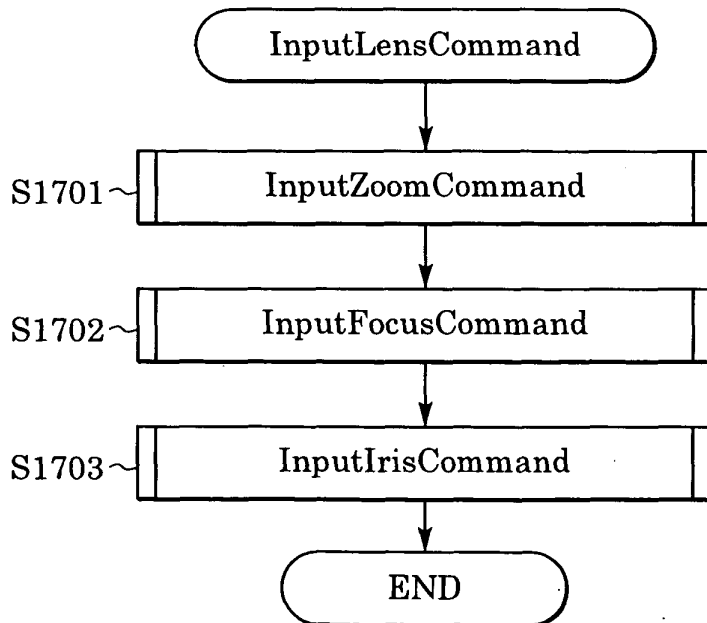 InputLensCommand
S1701 InputZoomCommand
S1702 InputFocusCommand
S1703 InputIrisCommand
END